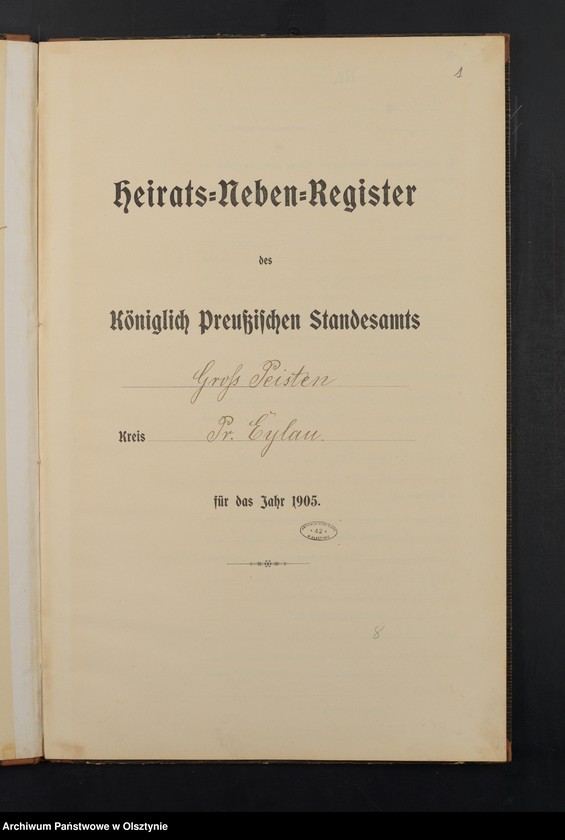 1
Heirats-Neben-Register
des
Königlich Preußischen Standesamts
Gross Peisten
Kreis Pr. Eylau.
für das Jahr 1905.
42
8
Archiwum Państwowe w Olsztynie